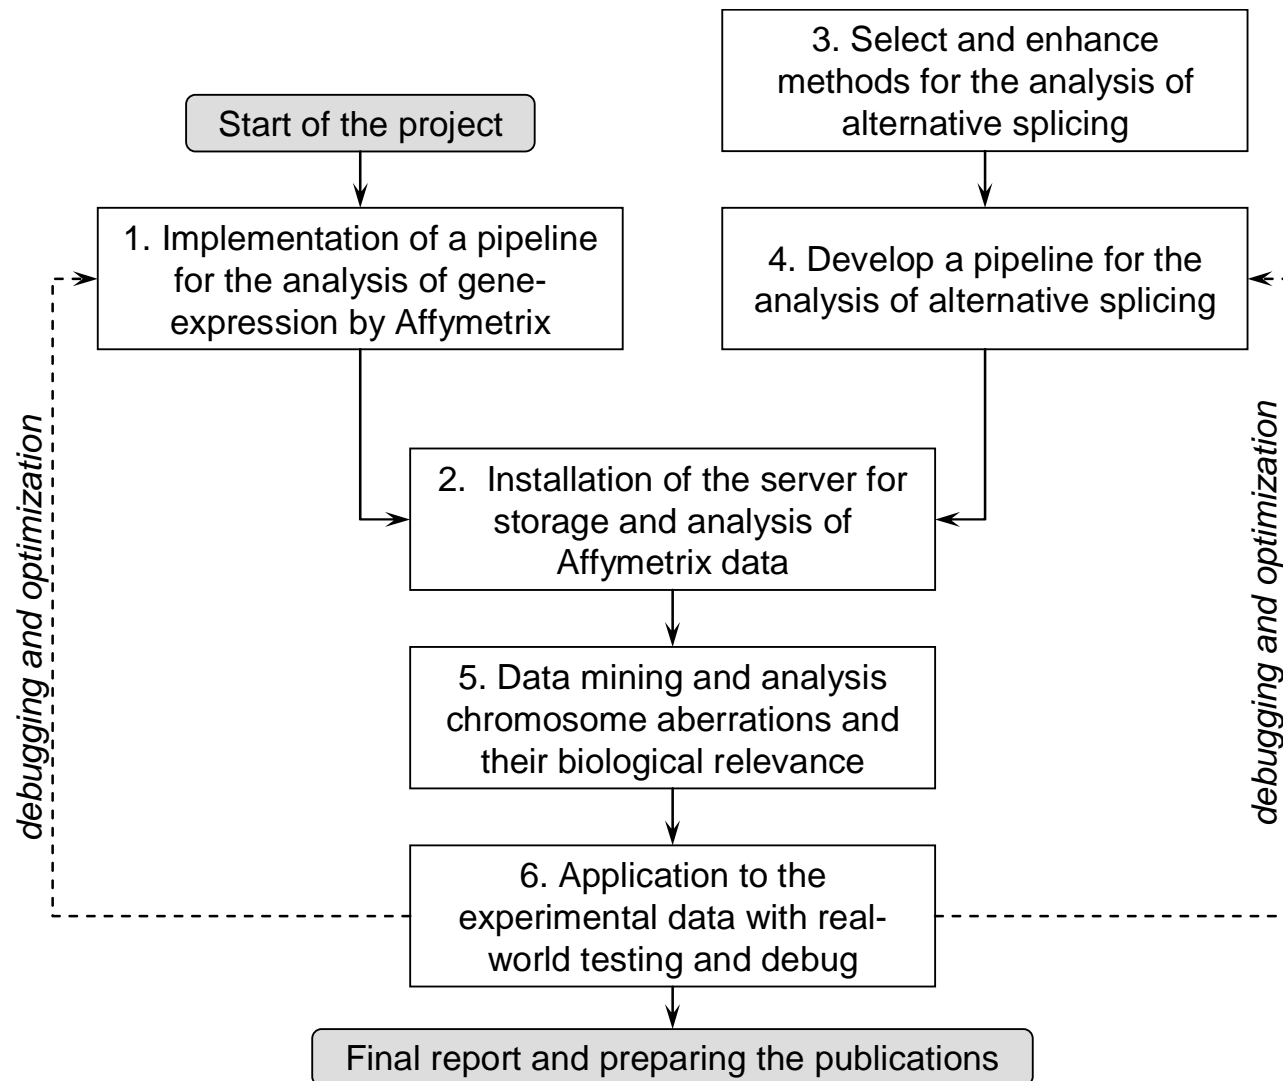 3. Select and enhance
methods for the analysis of
alternative splicing
Start of the project
1. Implementation of a pipeline
for the analysis of gene-
expression by Affymetrix
4. Develop a pipeline for the
analysis of alternative splicing
debugging and optimization
debugging and optimization
2. Installation of the server for
storage and analysis of
Affymetrix data
5. Data mining and analysis
chromosome aberrations and
their biological relevance
6. Application to the
experimental data with real-
world testing and debug
Final report and preparing the publications